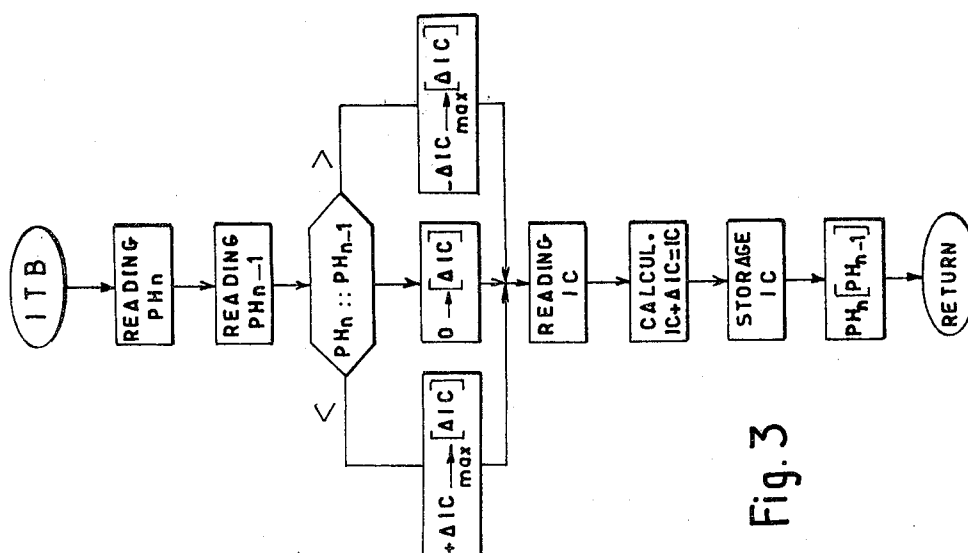 ITB
READING
PHn
READING
PHn−1
PHn :: PHn−1
<
>
+ΔIC max → [ΔIC]
O → [ΔIC]
−ΔIC max → [ΔIC]
READING
IC
CALCUL.
IC+ΔIC=IC
STORAGE
IC
PHn[PHn−1]
RETURN
Fig. 3